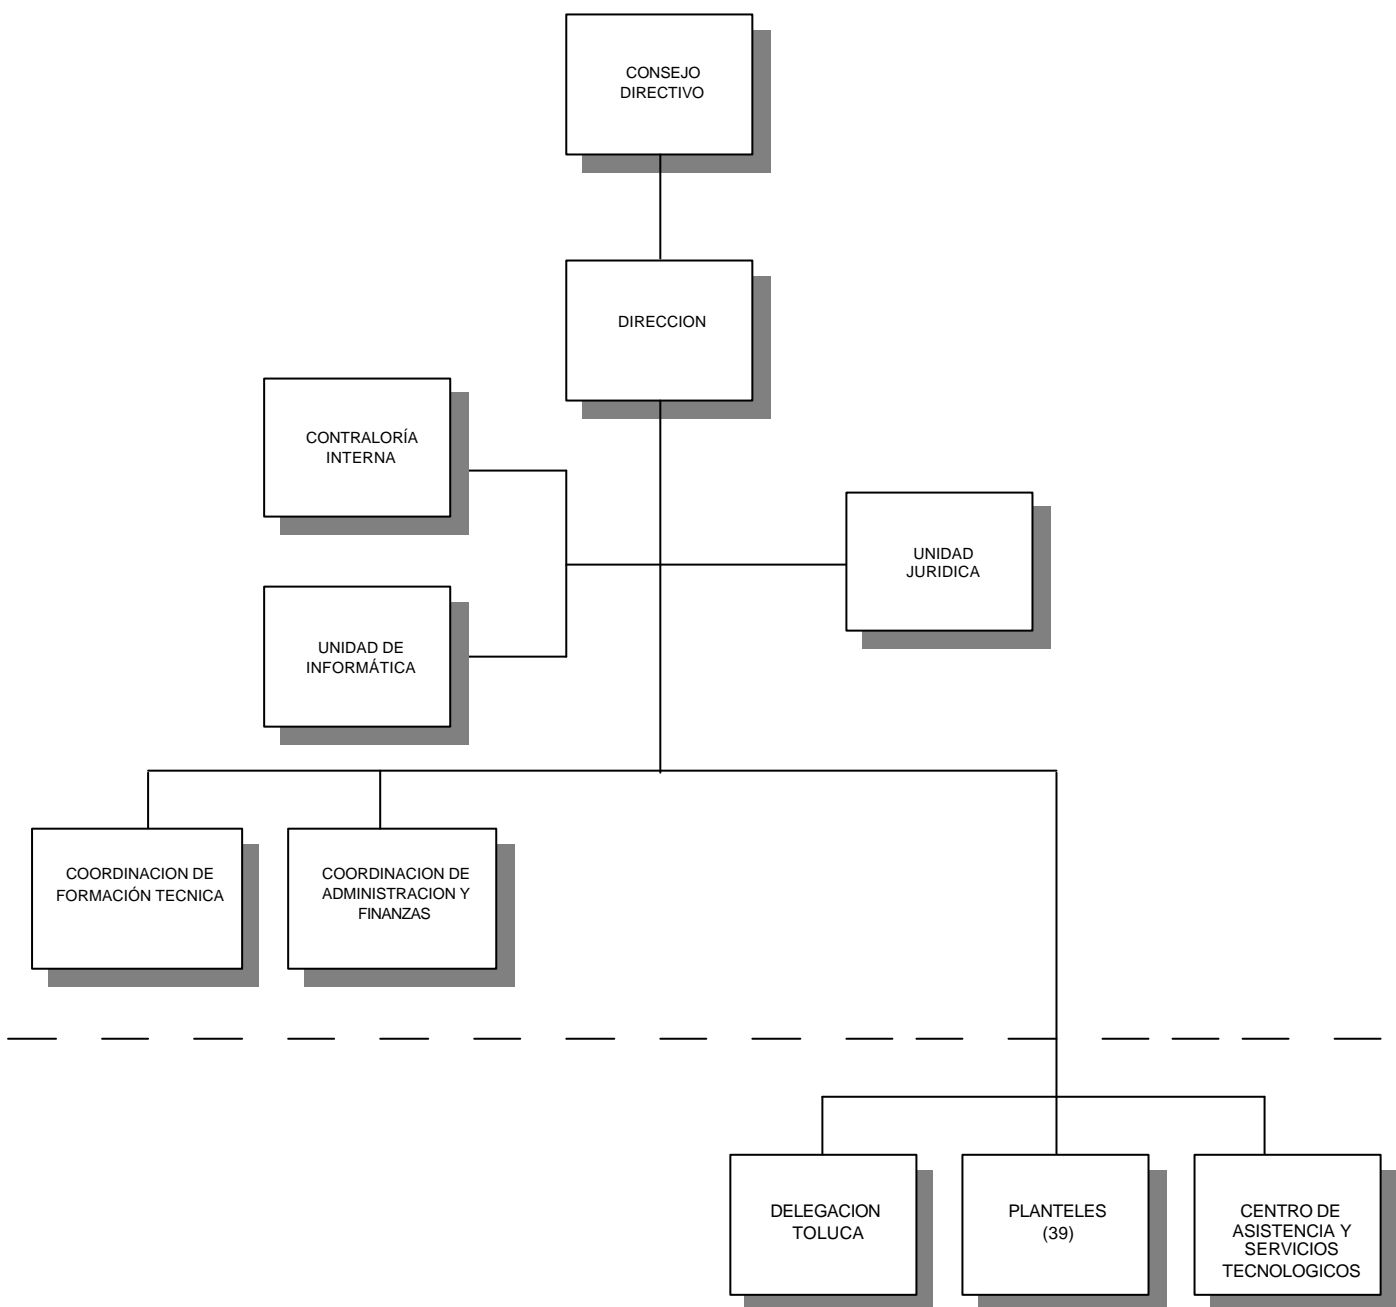 CONSEJO
DIRECTIVO
DIRECCION
CONTRALORÍA
INTERNA
UNIDAD
JURIDICA
UNIDAD DE
INFORMÁTICA
COORDINACION DE
FORMACIÓN TECNICA
COORDINACION DE
ADMINISTRACION Y
FINANZAS
DELEGACION
TOLUCA
PLANTELES
(39)
CENTRO DE
ASISTENCIA Y
SERVICIOS
TECNOLOGICOS